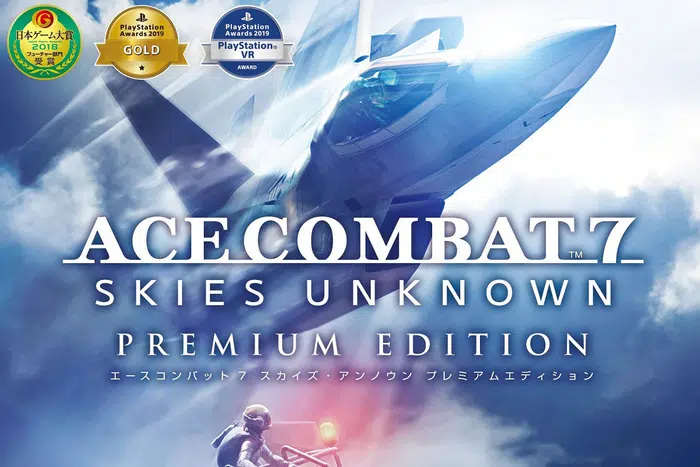 日本ゲーム大賞
2018
フューチャー部門
受賞
PlayStation
Awards 2019
GOLD
PlayStation
Awards 2019
PlayStation®
VR
AWARD
ACE COMBAT™ 7
SKIES UNKNOWN
PREMIUM EDITION
エースコンバット7 スカイズ・アンノウン プレミアムエディション